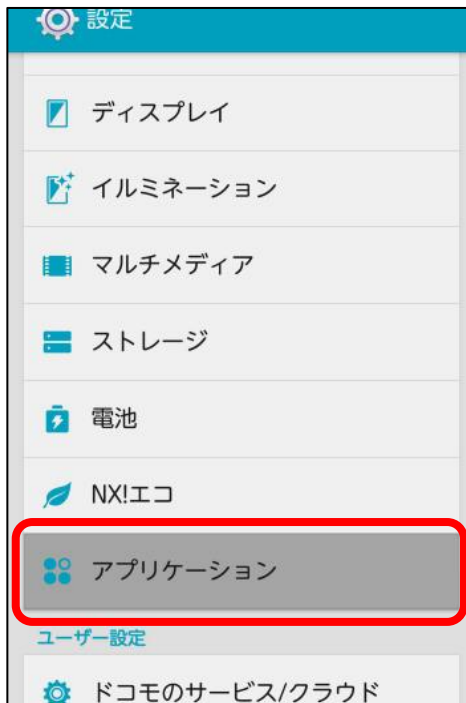 設定
ディスプレイ
イルミネーション
マルチメディア
ストレージ
電池
NX!エコ
アプリケーション
ユーザー設定
ドコモのサービス/クラウド